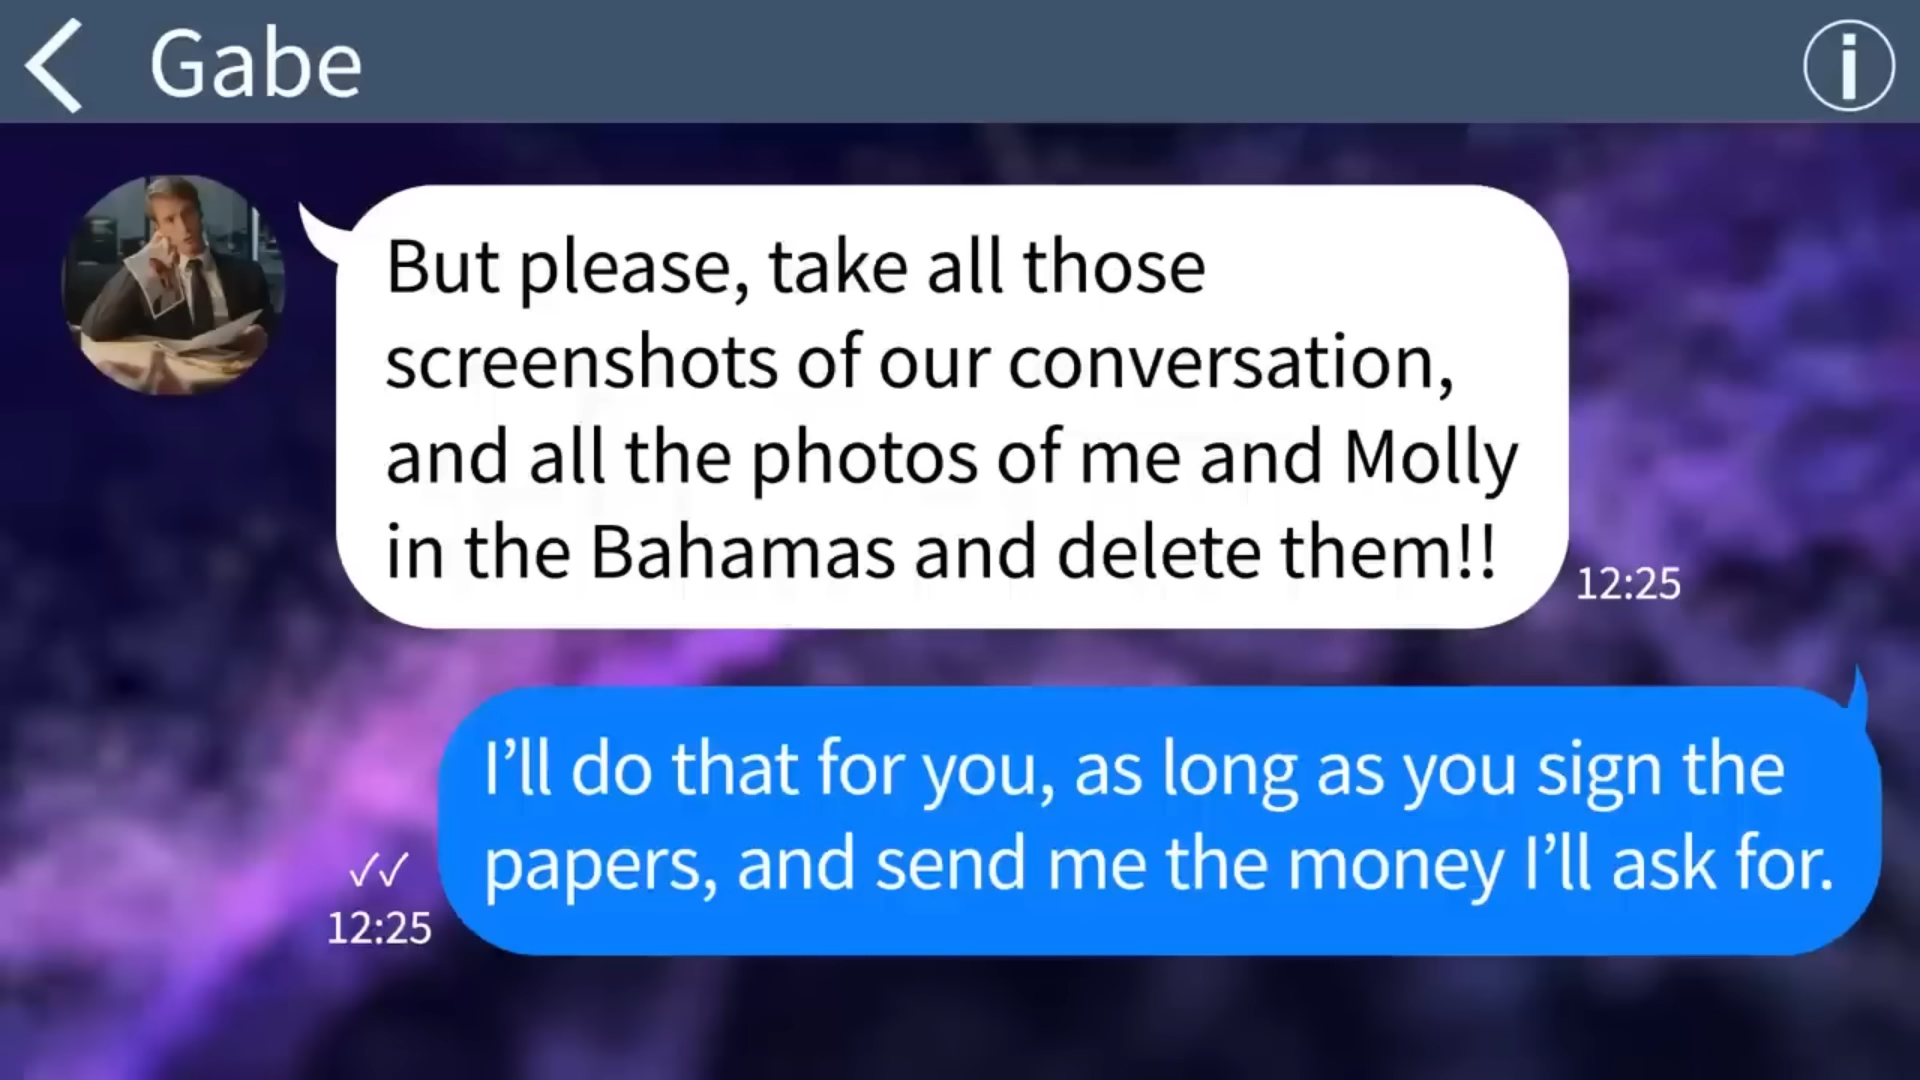 Gabe
But please, take all those
screenshots of our conversation,
and all the photos of me and Molly
in the Bahamas and delete them!!
12:25
I’ll do that for you, as long as you sign the
papers, and send me the money I’ll ask for.
12:25